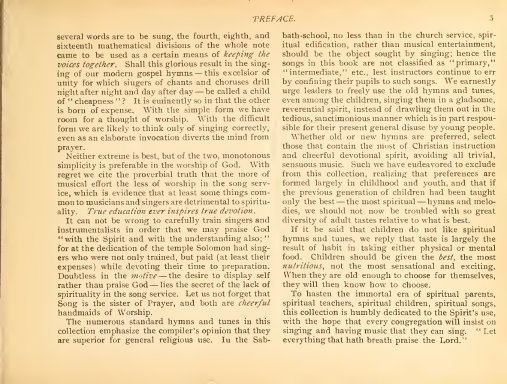 PREFACE. 5
several words are to be sung, the fourth, eighth, and
sixteenth mathematical divisions of the whole note
came to be used as a certain means of keeping the
voices together. Shall this glorious result in the sing-
ing of our modern gospel hymns—this excelsior of
unity for which singers of chants and choruses drill
night after night and day after day—be called a child
of "cheapness"? It is eminently so in that the other
is born of expense. With the simple form we have
room for a thought of worship. With the difficult
form we are likely to think only of singing correctly,
even as an elaborate invocation diverts the mind from
prayer.
Neither extreme is best, but of the two, monotonous
simplicity is preferable in the worship of God. With
regret we cite the proverbial truth that the more of
musical effort the less of worship in the song serv-
ice, which is evidence that at least some things com-
mon to musicians and singers are detrimental to spiritu-
ality. True education ever inspires true devotion.
It can not be wrong to carefully train singers and
instrumentalists in order that we may praise God
"with the Spirit and with the understanding also;"
for at the dedication of the temple Solomon had sing-
ers who were not only trained, but paid (at least their
expenses) while devoting their time to preparation.
Doubtless in the motive—the desire to display self
rather than praise God—lies the secret of the lack of
spirituality in the song service. Let us not forget that
Song is the sister of Prayer, and both are cheerful
handmaids of Worship.
The numerous standard hymns and tunes in this
collection emphasize the compiler's opinion that they
are superior for general religious use. In the Sab-
bath-school, no less than in the church service, spir-
itual edification, rather than musical entertainment,
should be the object sought by singing; hence the
songs in this book are not classified as "primary,"
"intermediate," etc., lest instructors continue to err
by confining their pupils to such songs. We earnestly
urge leaders to freely use the old hymns and tunes,
even among the children, singing them in a gladsome,
reverential spirit, instead of drawling them out in the
tedious, sanctimonious manner which is in part respon-
sible for their present general disuse by young people.
Whether old or new hymns are preferred, select
those that contain the most of Christian instruction
and cheerful devotional spirit, avoiding all trivial,
sensuous music. Such we have endeavored to exclude
from this collection, realizing that preferences are
formed largely in childhood and youth, and that if
the previous generation of children had been taught
only the best—the most spiritual—hymns and melo-
dies, we should not now be troubled with so great
diversity of adult tastes relative to what is best.
If it be said that children do not like spiritual
hymns and tunes, we reply that taste is largely the
result of habit in taking either physical or mental
food. Children should be given the best, the most
nutritious, not the most sensational and exciting.
When they are old enough to choose for themselves,
they will then know how to choose.
To hasten the immortal era of spiritual parents,
spiritual teachers, spiritual children, spiritual songs,
this collection is humbly dedicated to the Spirit's use,
with the hope that every congregation will insist on
singing and having music that they can sing. "Let
everything that hath breath praise the Lord."